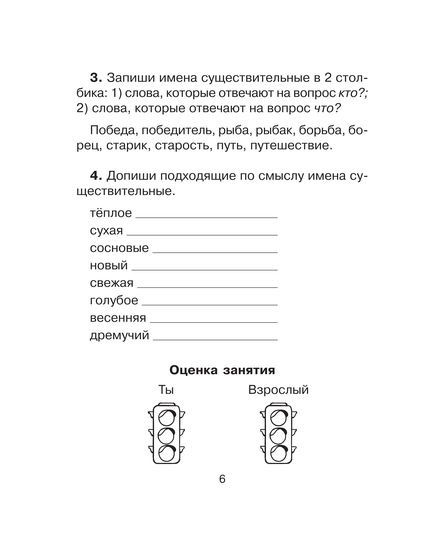 3. Запиши имена существительные в 2 стол-
бика: 1) слова, которые отвечают на вопрос кто?;
2) слова, которые отвечают на вопрос что?
Победа, победитель, рыба, рыбак, борьба, бо-
рец, старик, старость, путь, путешествие.
4. Допиши подходящие по смыслу имена су-
ществительные.
тёплое
сухая
сосновые
новый
свежая
голубое
весенняя
дремучий
Оценка занятия
Ты Взрослый
6